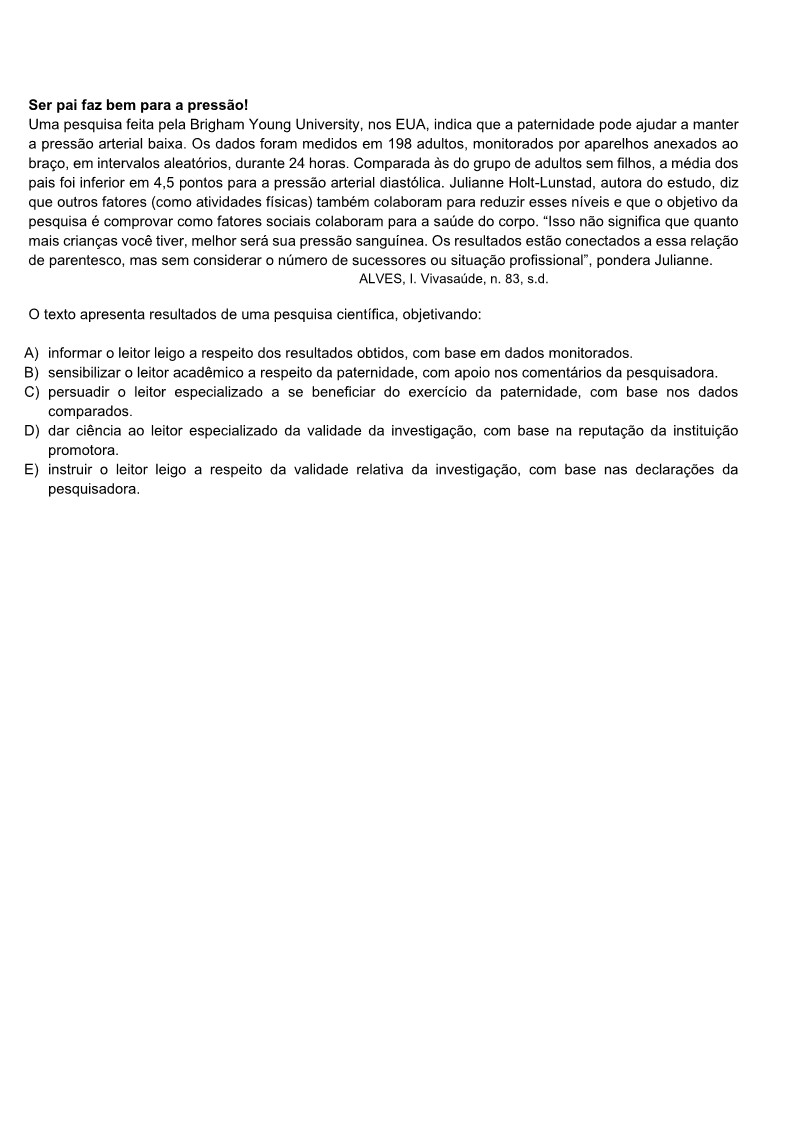 Ser pai faz bem para a pressão!
Uma pesquisa feita pela Brigham Young University, nos EUA, indica que a paternidade pode ajudar a manter
a pressão arterial baixa. Os dados foram medidos em 198 adultos, monitorados por aparelhos anexados ao
braço, em intervalos aleatórios, durante 24 horas. Comparada às do grupo de adultos sem filhos, a média dos
pais foi inferior em 4,5 pontos para a pressão arterial diastólica. Julianne Holt-Lunstad, autora do estudo, diz
que outros fatores (como atividades físicas) também colaboram para reduzir esses níveis e que o objetivo da
pesquisa é comprovar como fatores sociais colaboram para a saúde do corpo. “Isso não significa que quanto
mais crianças você tiver, melhor será sua pressão sanguínea. Os resultados estão conectados a essa relação
de parentesco, mas sem considerar o número de sucessores ou situação profissional”, pondera Julianne.
ALVES, I. Vivasaúde, n. 83, s.d.
O texto apresenta resultados de uma pesquisa científica, objetivando:
A) informar o leitor leigo a respeito dos resultados obtidos, com base em dados monitorados.
B) sensibilizar o leitor acadêmico a respeito da paternidade, com apoio nos comentários da pesquisadora.
C) persuadir o leitor especializado a se beneficiar do exercício da paternidade, com base nos dados
comparados.
D) dar ciência ao leitor especializado da validade da investigação, com base na reputação da instituição
promotora.
E) instruir o leitor leigo a respeito da validade relativa da investigação, com base nas declarações da
pesquisadora.